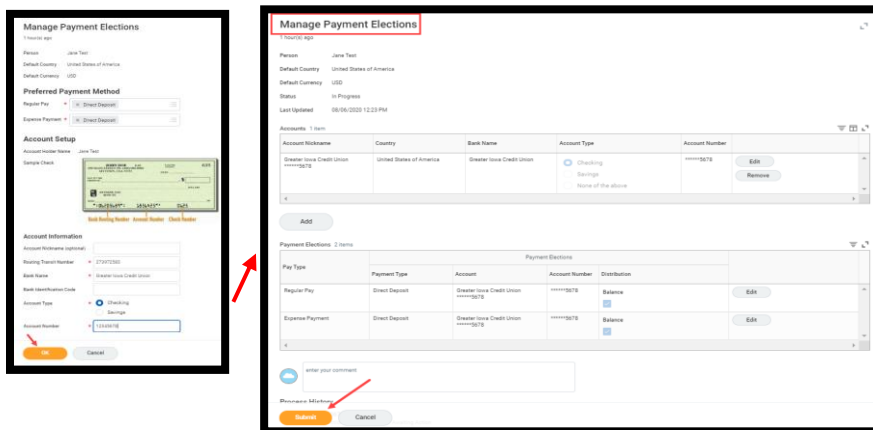 Manage Payment Elections
1 hour(s) ago
Person Jane Text
Default Country United States of America
Default Currency USD
Preferred Payment Method
Regular Pay * × Direct Deposit
Expense Payment * × Direct Deposit
Account Setup
Account Holder Name Jane Text
Sample Check
Bank Routing Number Account Number Check Number
Account Information
Account Nickname (optional)
Routing Transit Number *
Bank Name * Greater Iowa Credit Union
Bank Identification Code
Account Type * Checking
Savings
Account Number * 12345678
OK Cancel
Manage Payment Elections
1 hour(s) ago
Person Jane Text
Default Country United States of America
Default Currency USD
Status In Progress
Last Updated 08/06/2020 12:23 PM
Accounts 1 item
Account Nickname Country Bank Name Account Type Account Number
Greater Iowa Credit Union United States of America Greater Iowa Credit Union Checking ******5678 Edit
******5678 Savings Remove
None of the above
Add
Payment Elections 2 items
Payment Elections
Pay Type
Payment Type Account Account Number Distribution
Regular Pay Direct Deposit Greater Iowa Credit Union ******5678 Balance Edit
******5678
Expense Payment Direct Deposit Greater Iowa Credit Union ******5678 Balance Edit
******5678
enter your comment
Process History
Submit Cancel